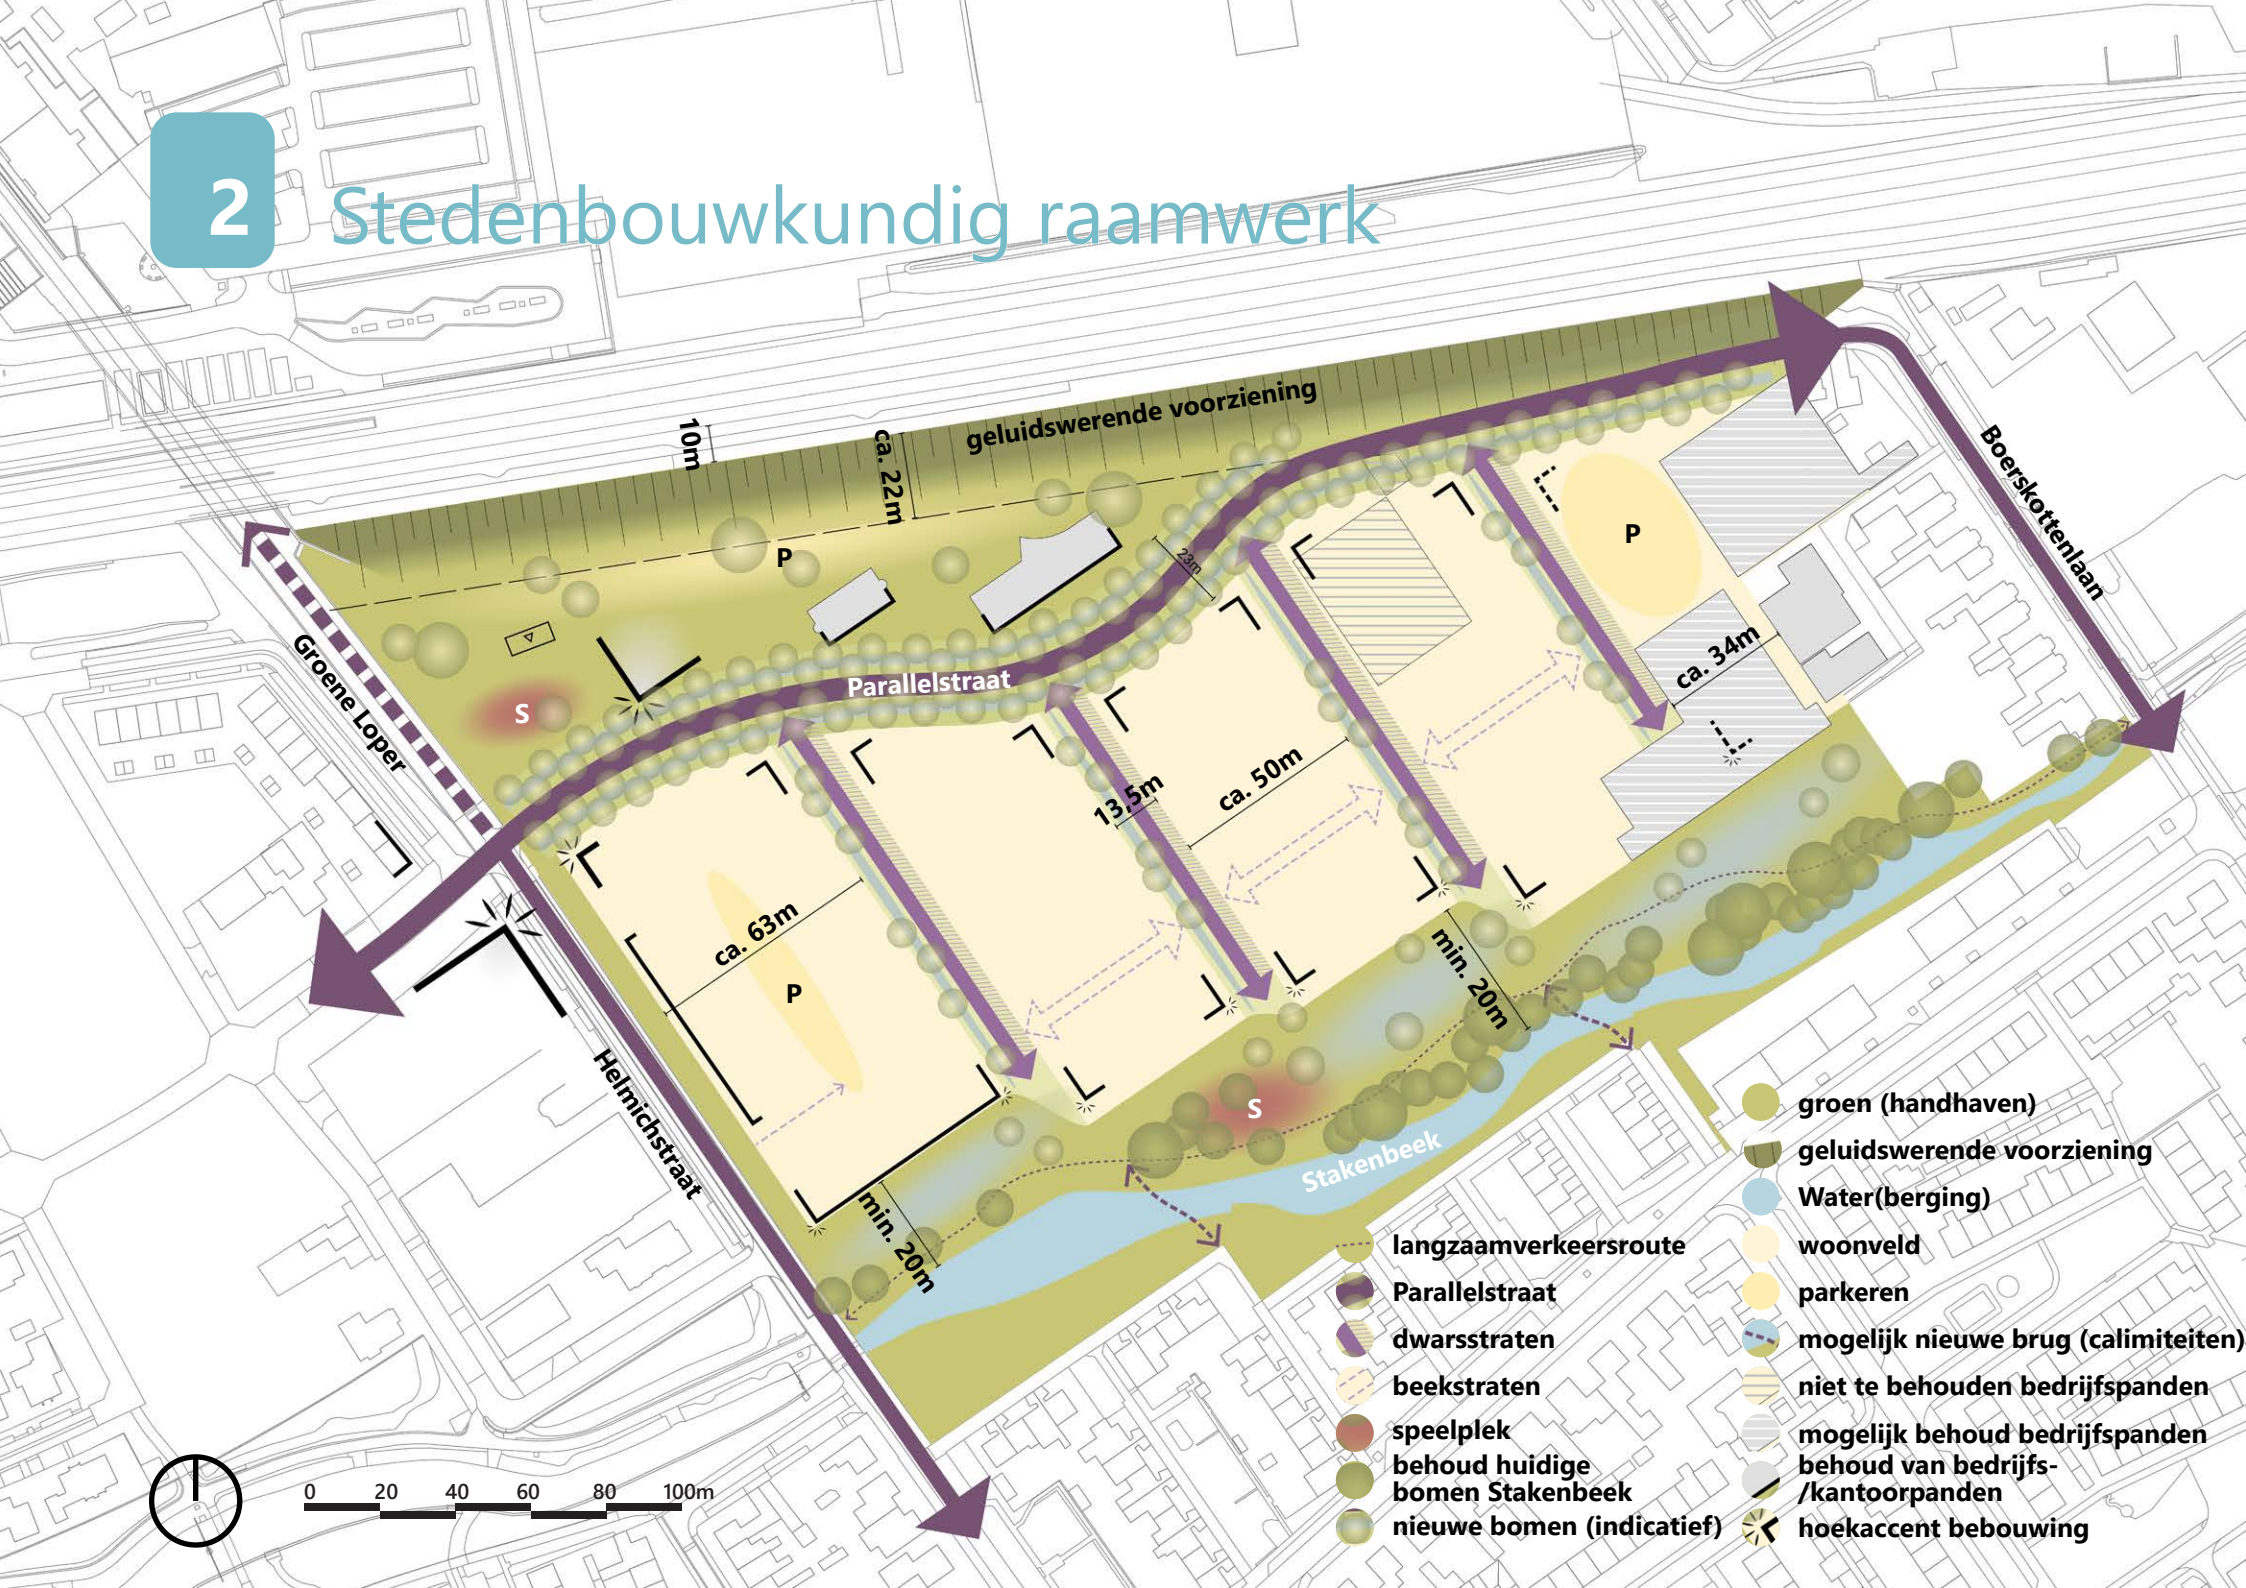 2
Stedenbouwkundig raamwerk
10m
ca. 22m
geluidswerende voorziening
P
23m
P
Boerskottenlaan
Groene Loper
S
Parallelstraat
ca. 34m
13,5m
ca. 50m
ca. 63m
P
min. 20m
Helmichstraat
S
Stakenbeek
min. 20m
langzaamverkeersroute
Parallelstraat
dwarsstraten
beekstraten
speelplek
behoud huidige
bomen Stakenbeek
nieuwe bomen (indicatief)
groen (handhaven)
geluidswerende voorziening
Water(berging)
woonveld
parkeren
mogelijk nieuwe brug (calimiteiten)
niet te behouden bedrijfspanden
mogelijk behoud bedrijfspanden
behoud van bedrijfs-
/kantoorpanden
hoekaccent bebouwing
0 20 40 60 80 100m